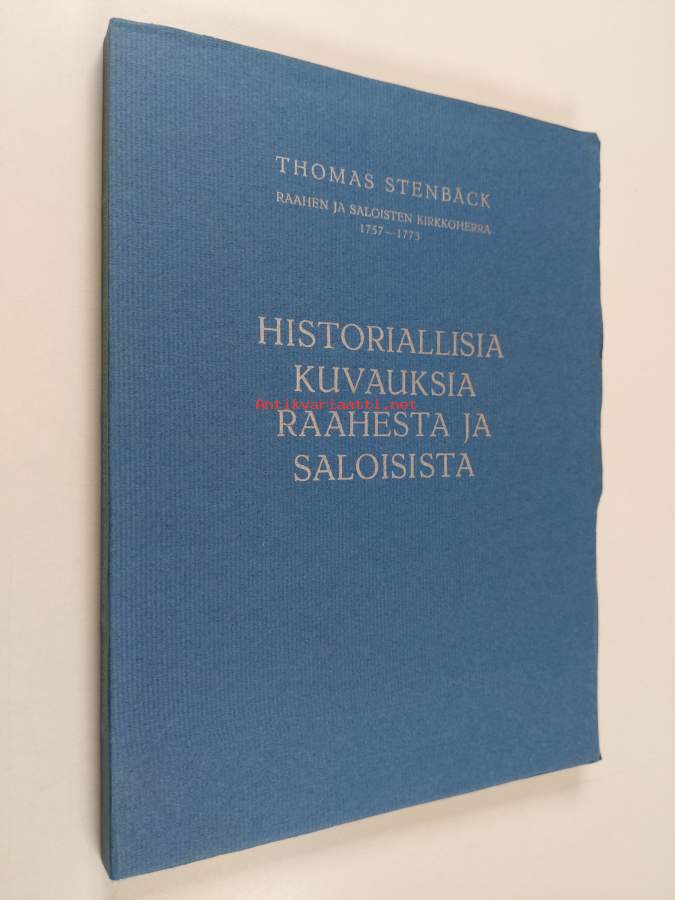 THOMAS STENBÄCK
RAAHEN JA SALOISTEN KIRKKOHERRA
1757—1773
HISTORIALLISIA
KUVAUKSIA
Antikvariaatti.net
RAAHESTA JA
SALOISISTA